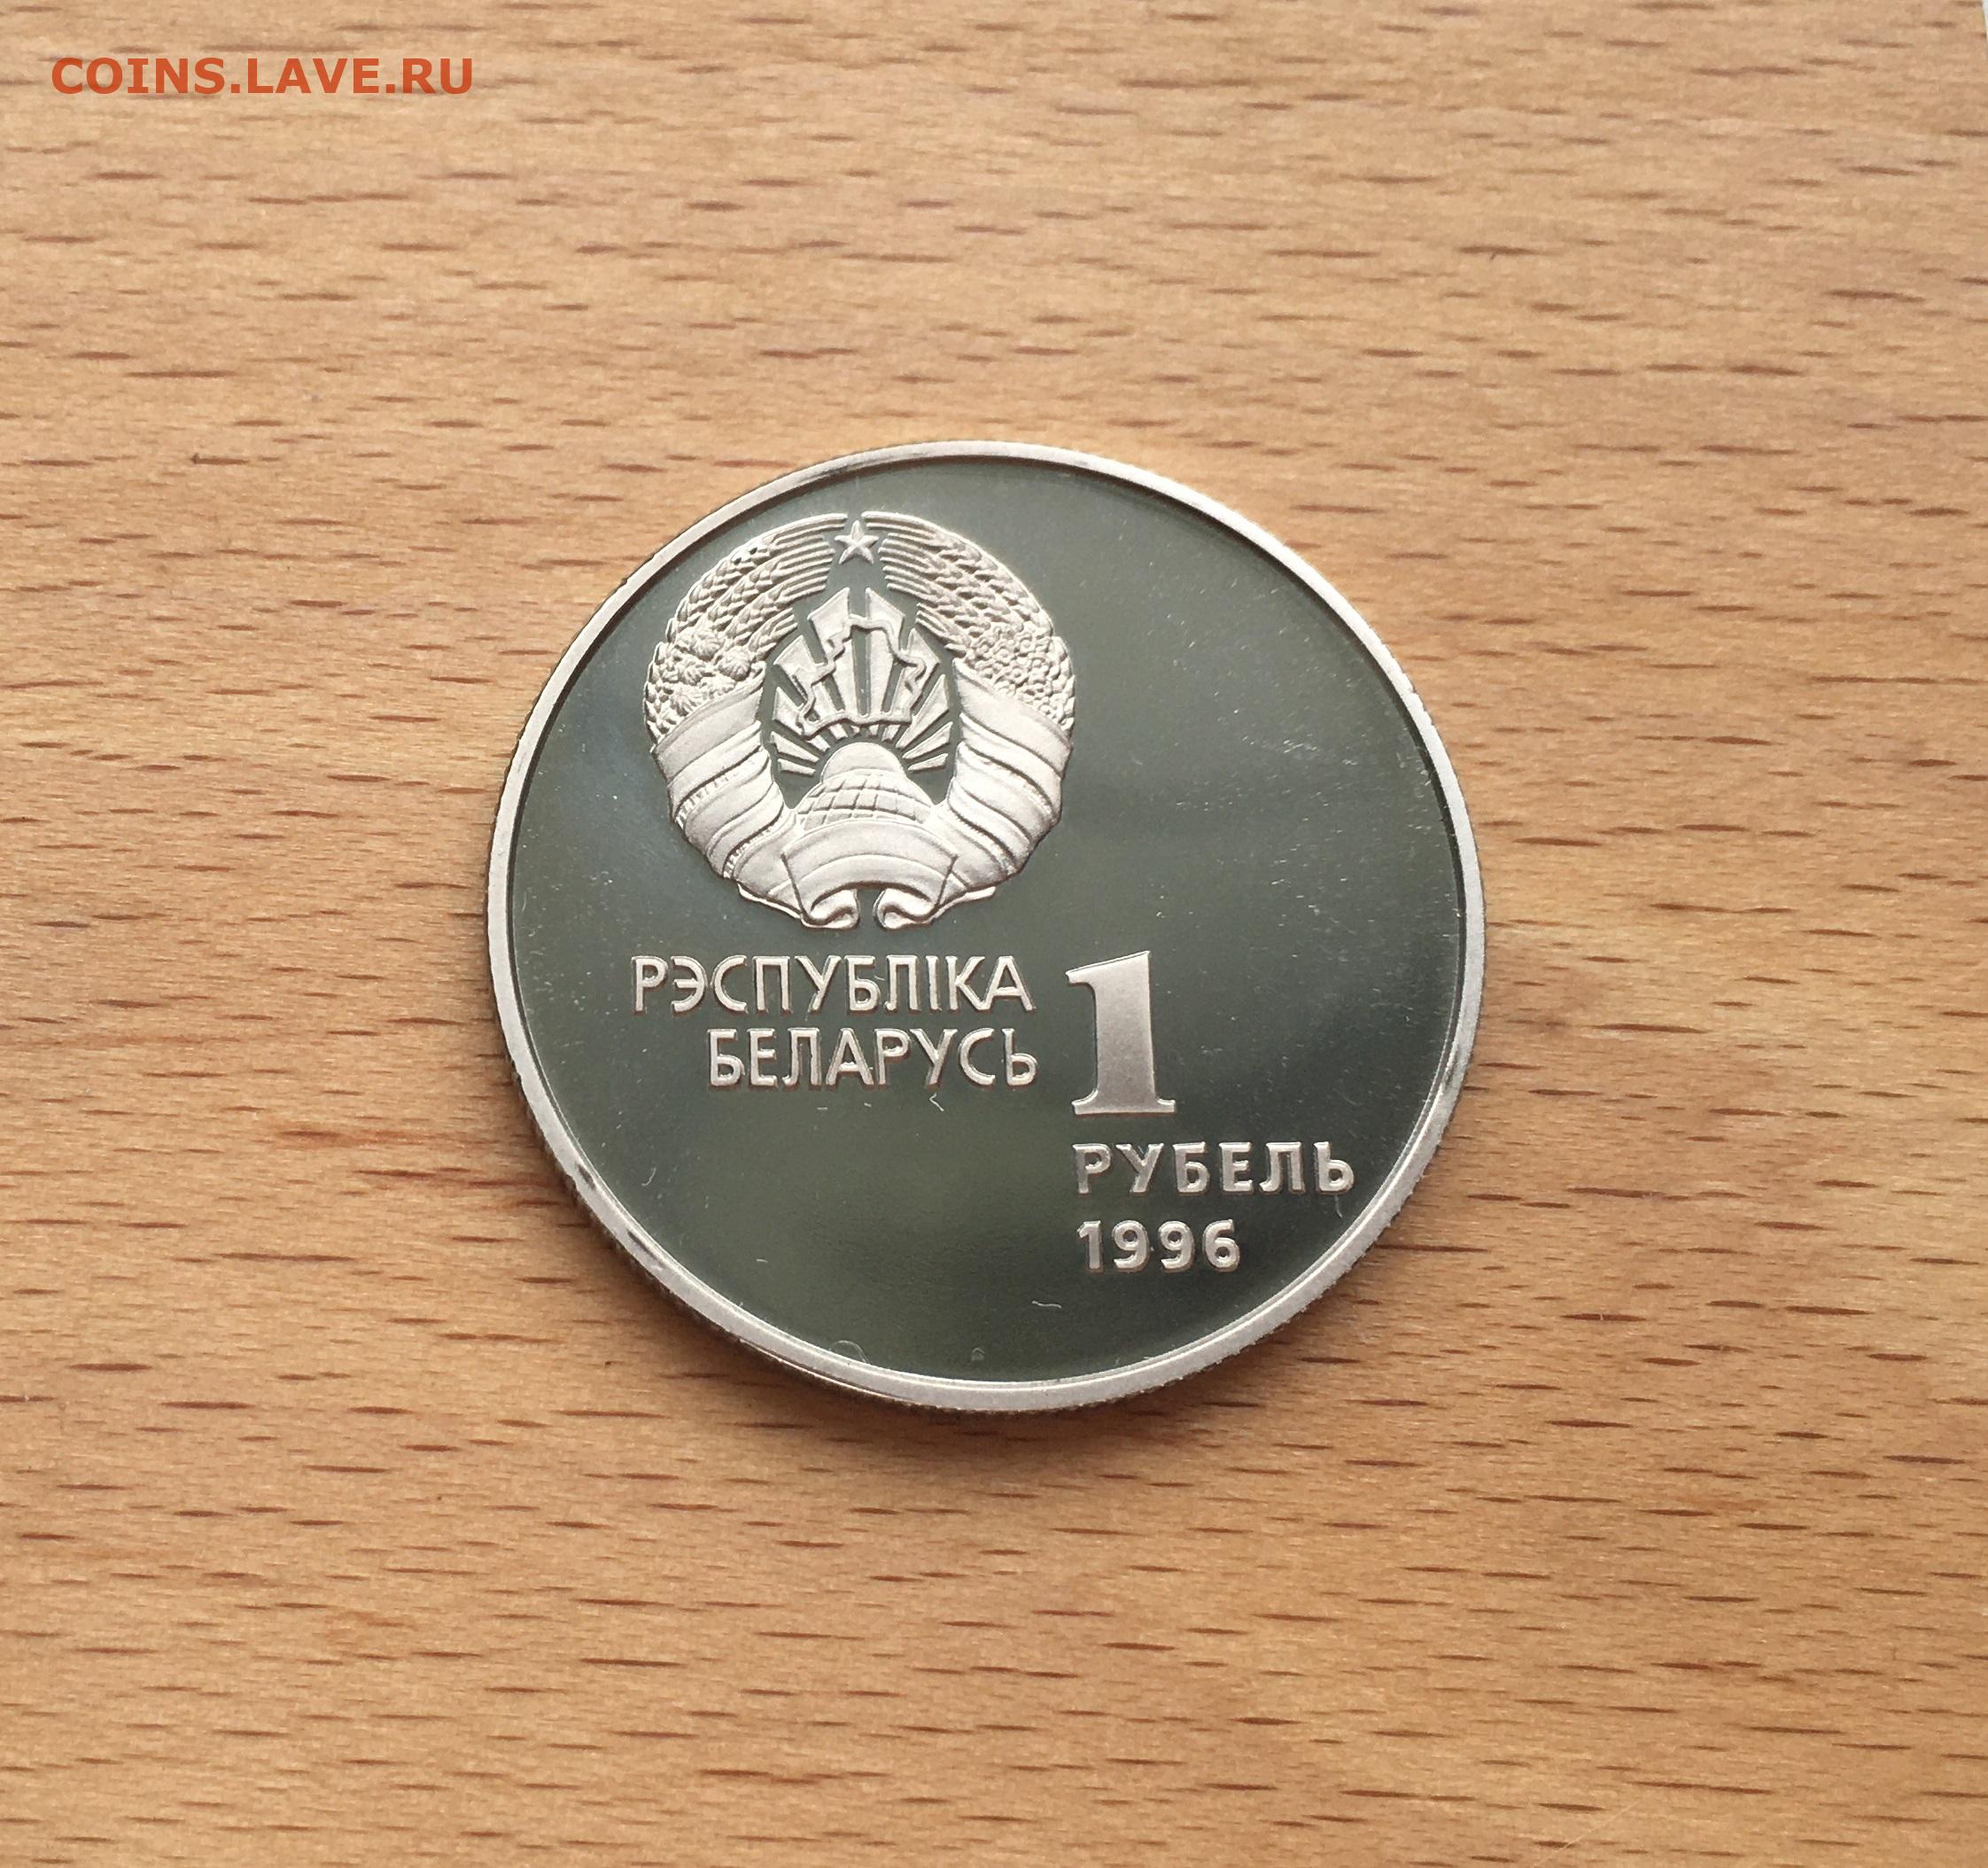 COINS.LAVE.RU
РЭСПУБЛІКА
БЕЛАРУСЬ
1
РУБЕЛЬ
1996